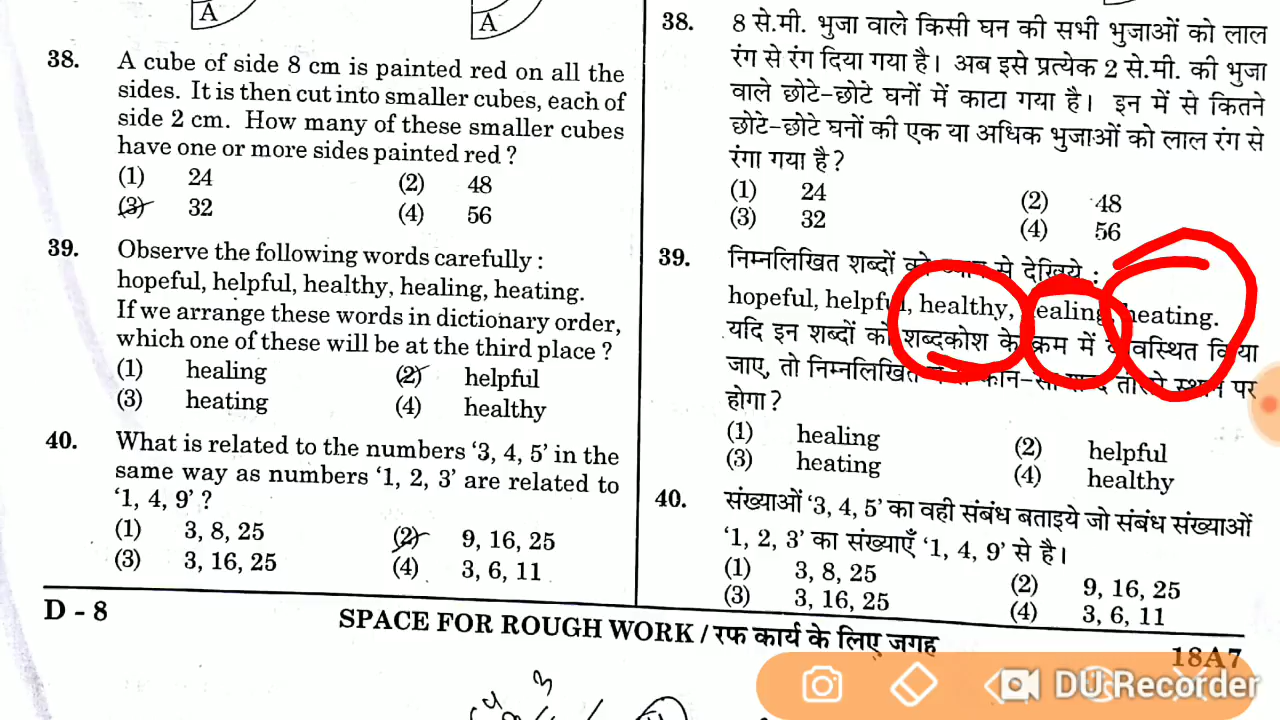 A
A
38. A cube of side 8 cm is painted red on all the
sides. It is then cut into smaller cubes, each of
side 2 cm. How many of these smaller cubes
have one or more sides painted red ?
(1) 24 (2) 48
(3) 32 (4) 56
39. Observe the following words carefully :
hopeful, helpful, healthy, healing, heating.
If we arrange these words in dictionary order,
which one of these will be at the third place ?
(1) healing (2) helpful
(3) heating (4) healthy
40. What is related to the numbers ‘3, 4, 5’ in the
same way as numbers ‘1, 2, 3’ are related to
‘1, 4, 9’ ?
(1) 3, 8, 25 (2) 9, 16, 25
(3) 3, 16, 25 (4) 3, 6, 11
38. 8 से.मी. भुजा वाले किसी घन की सभी भुजाओं को लाल
रंग से रंग दिया गया है। अब इसे प्रत्येक 2 से.मी. की भुजा
वाले छोटे-छोटे घनों में काटा गया है। इन में से कितने
छोटे-छोटे घनों की एक या अधिक भुजाओं को लाल रंग से
रंगा गया है ?
(1) 24 (2) 48
(3) 32 (4) 56
39. निम्नलिखित शब्दों को ध्यान से देखिये :
hopeful, helpful, healthy, healing, heating.
यदि इन शब्दों को शब्दकोश के क्रम में व्यवस्थित किया
जाए, तो निम्नलिखित में से कौन-सा शब्द तीसरे स्थान पर
होगा ?
(1) healing (2) helpful
(3) heating (4) healthy
40. संख्याओं ‘3, 4, 5’ का वही संबंध बताइये जो संबंध संख्याओं
‘1, 2, 3’ का संख्याएँ ‘1, 4, 9’ से है।
(1) 3, 8, 25 (2) 9, 16, 25
(3) 3, 16, 25 (4) 3, 6, 11
D - 8 SPACE FOR ROUGH WORK / रफ कार्य के लिए जगह 18A7
3
DU Recorder